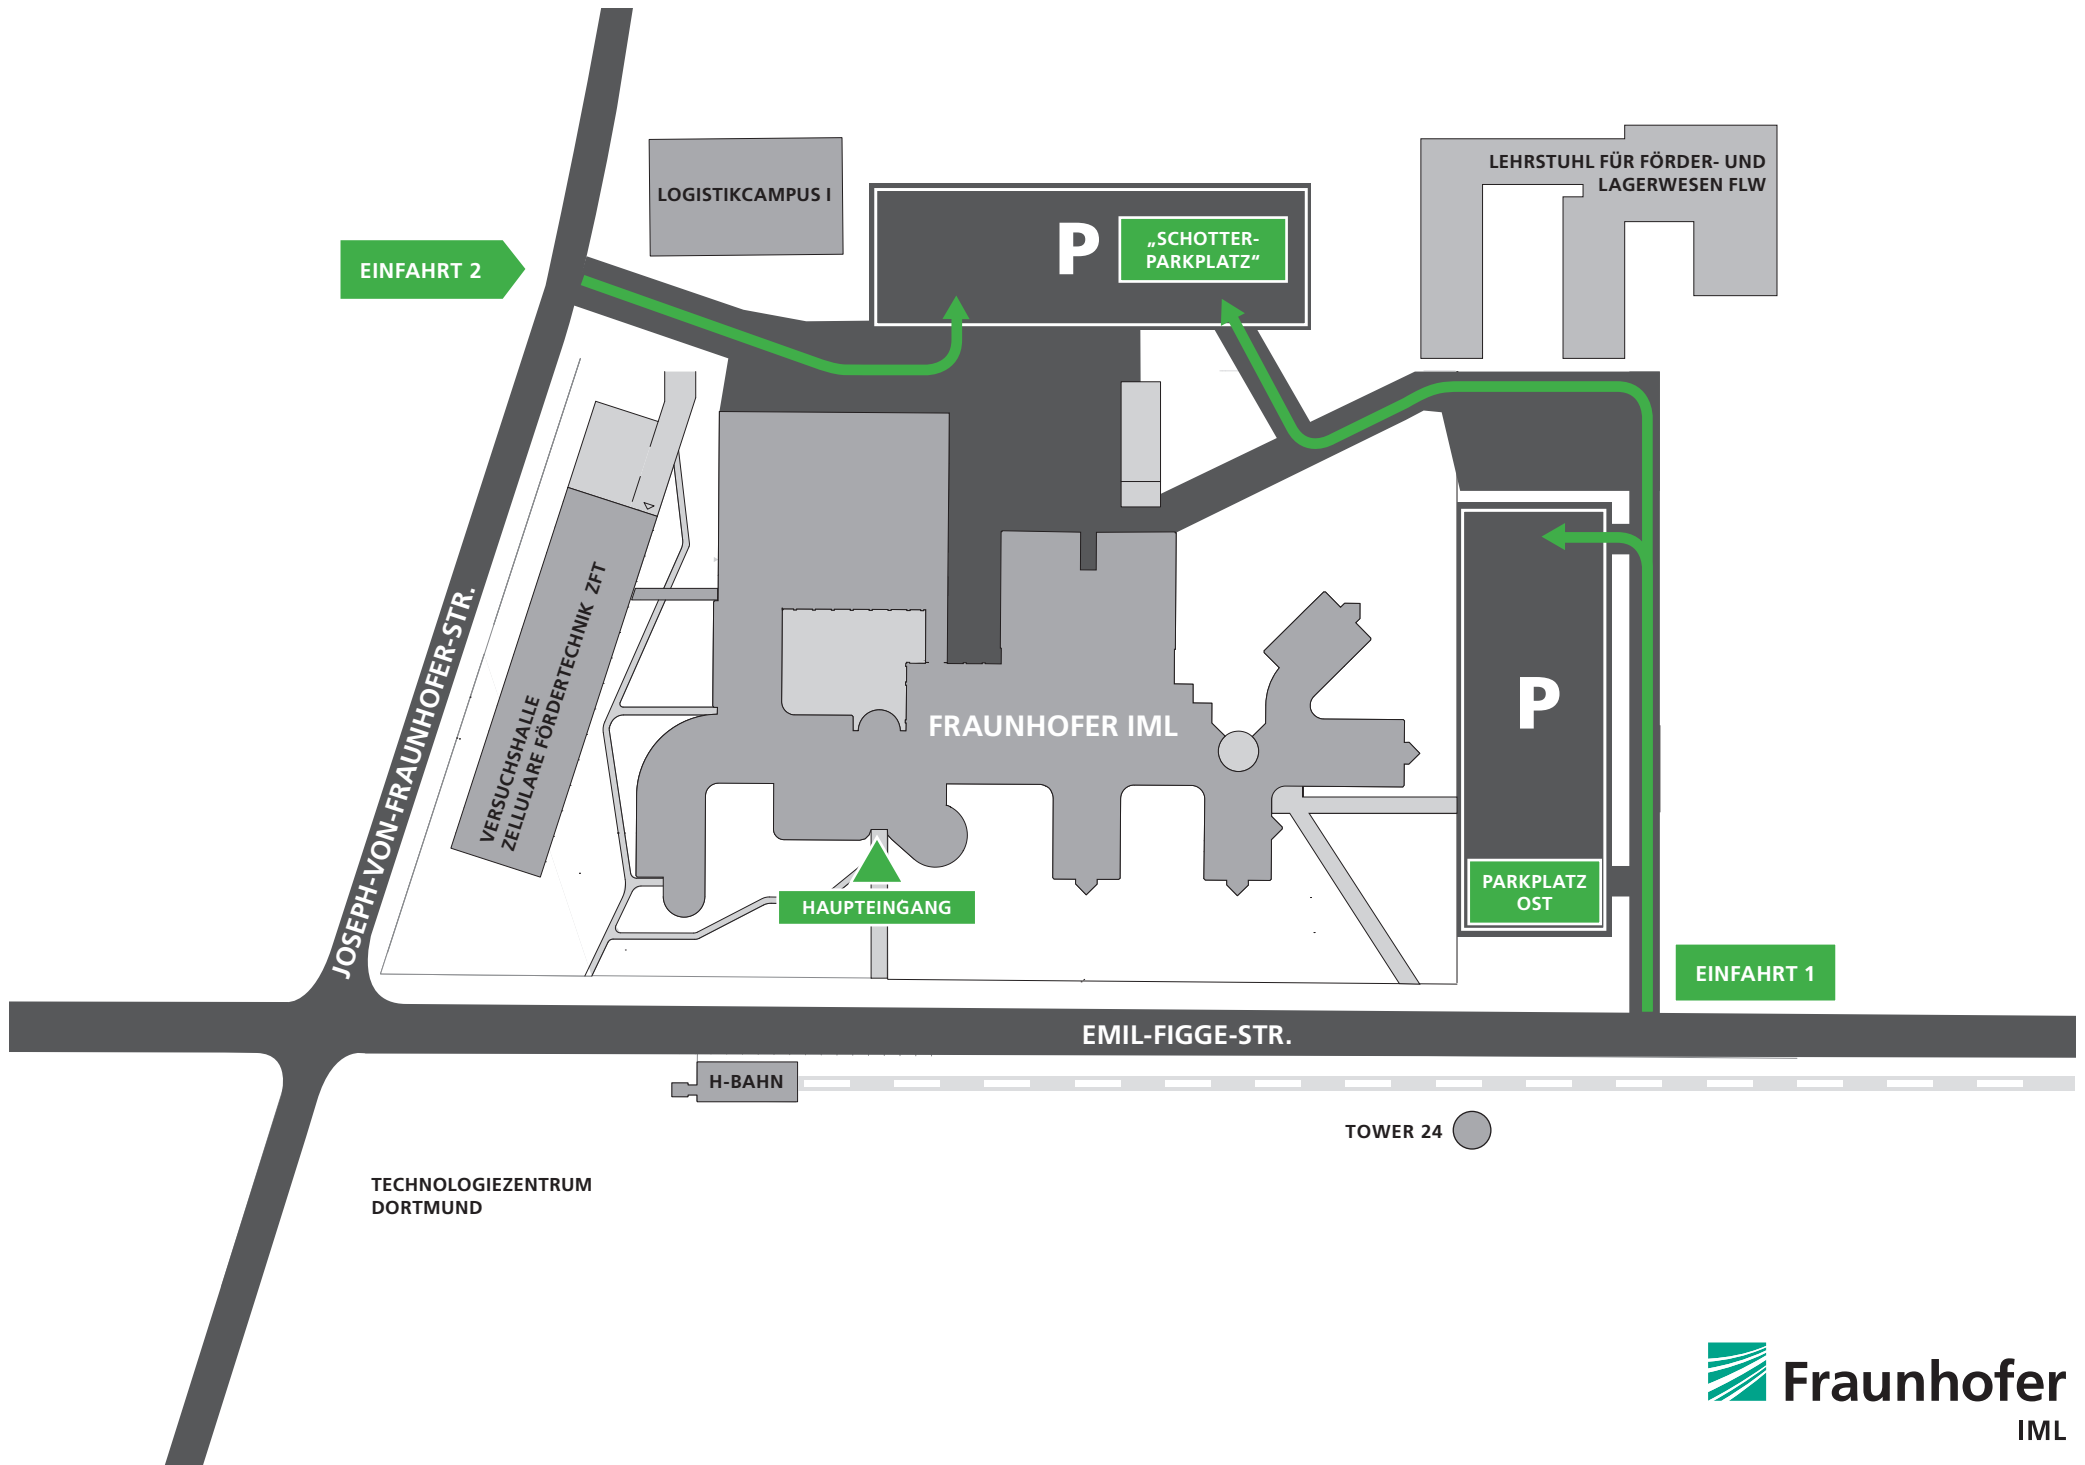 LOGISTIKCAMPUS I
LEHRSTUHL FÜR FÖRDER- UND
LAGERWESEN FLW
P
„SCHOTTER-
PARKPLATZ“
EINFAHRT 2
JOSEPH-VON-FRAUNHOFER-STR.
VERSUCHSHALLE
ZELLULARE FÖRDERTECHNIK ZFT
FRAUNHOFER IML
P
HAUPTEINGANG
PARKPLATZ
OST
EINFAHRT 1
EMIL-FIGGE-STR.
H-BAHN
TOWER 24
TECHNOLOGIEZENTRUM
DORTMUND
Fraunhofer
IML